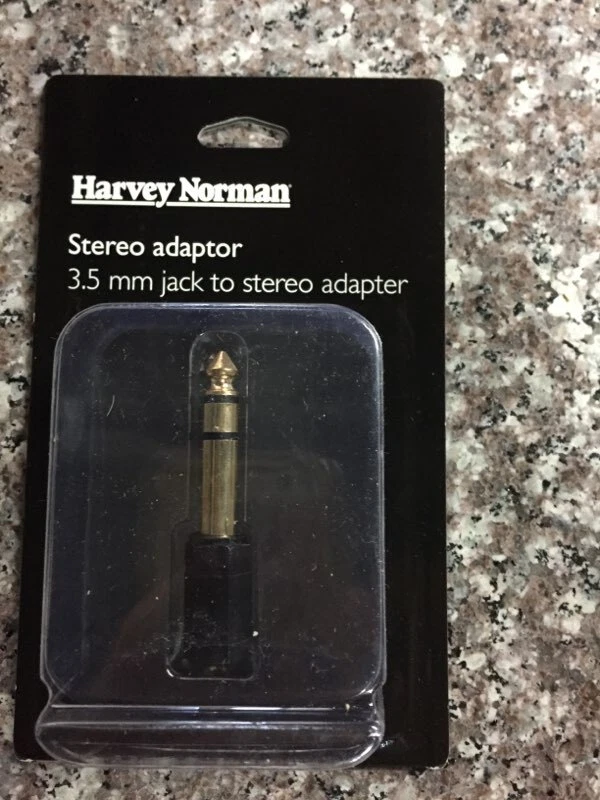 Harvey Norman
Stereo adaptor
3.5 mm jack to stereo adapter